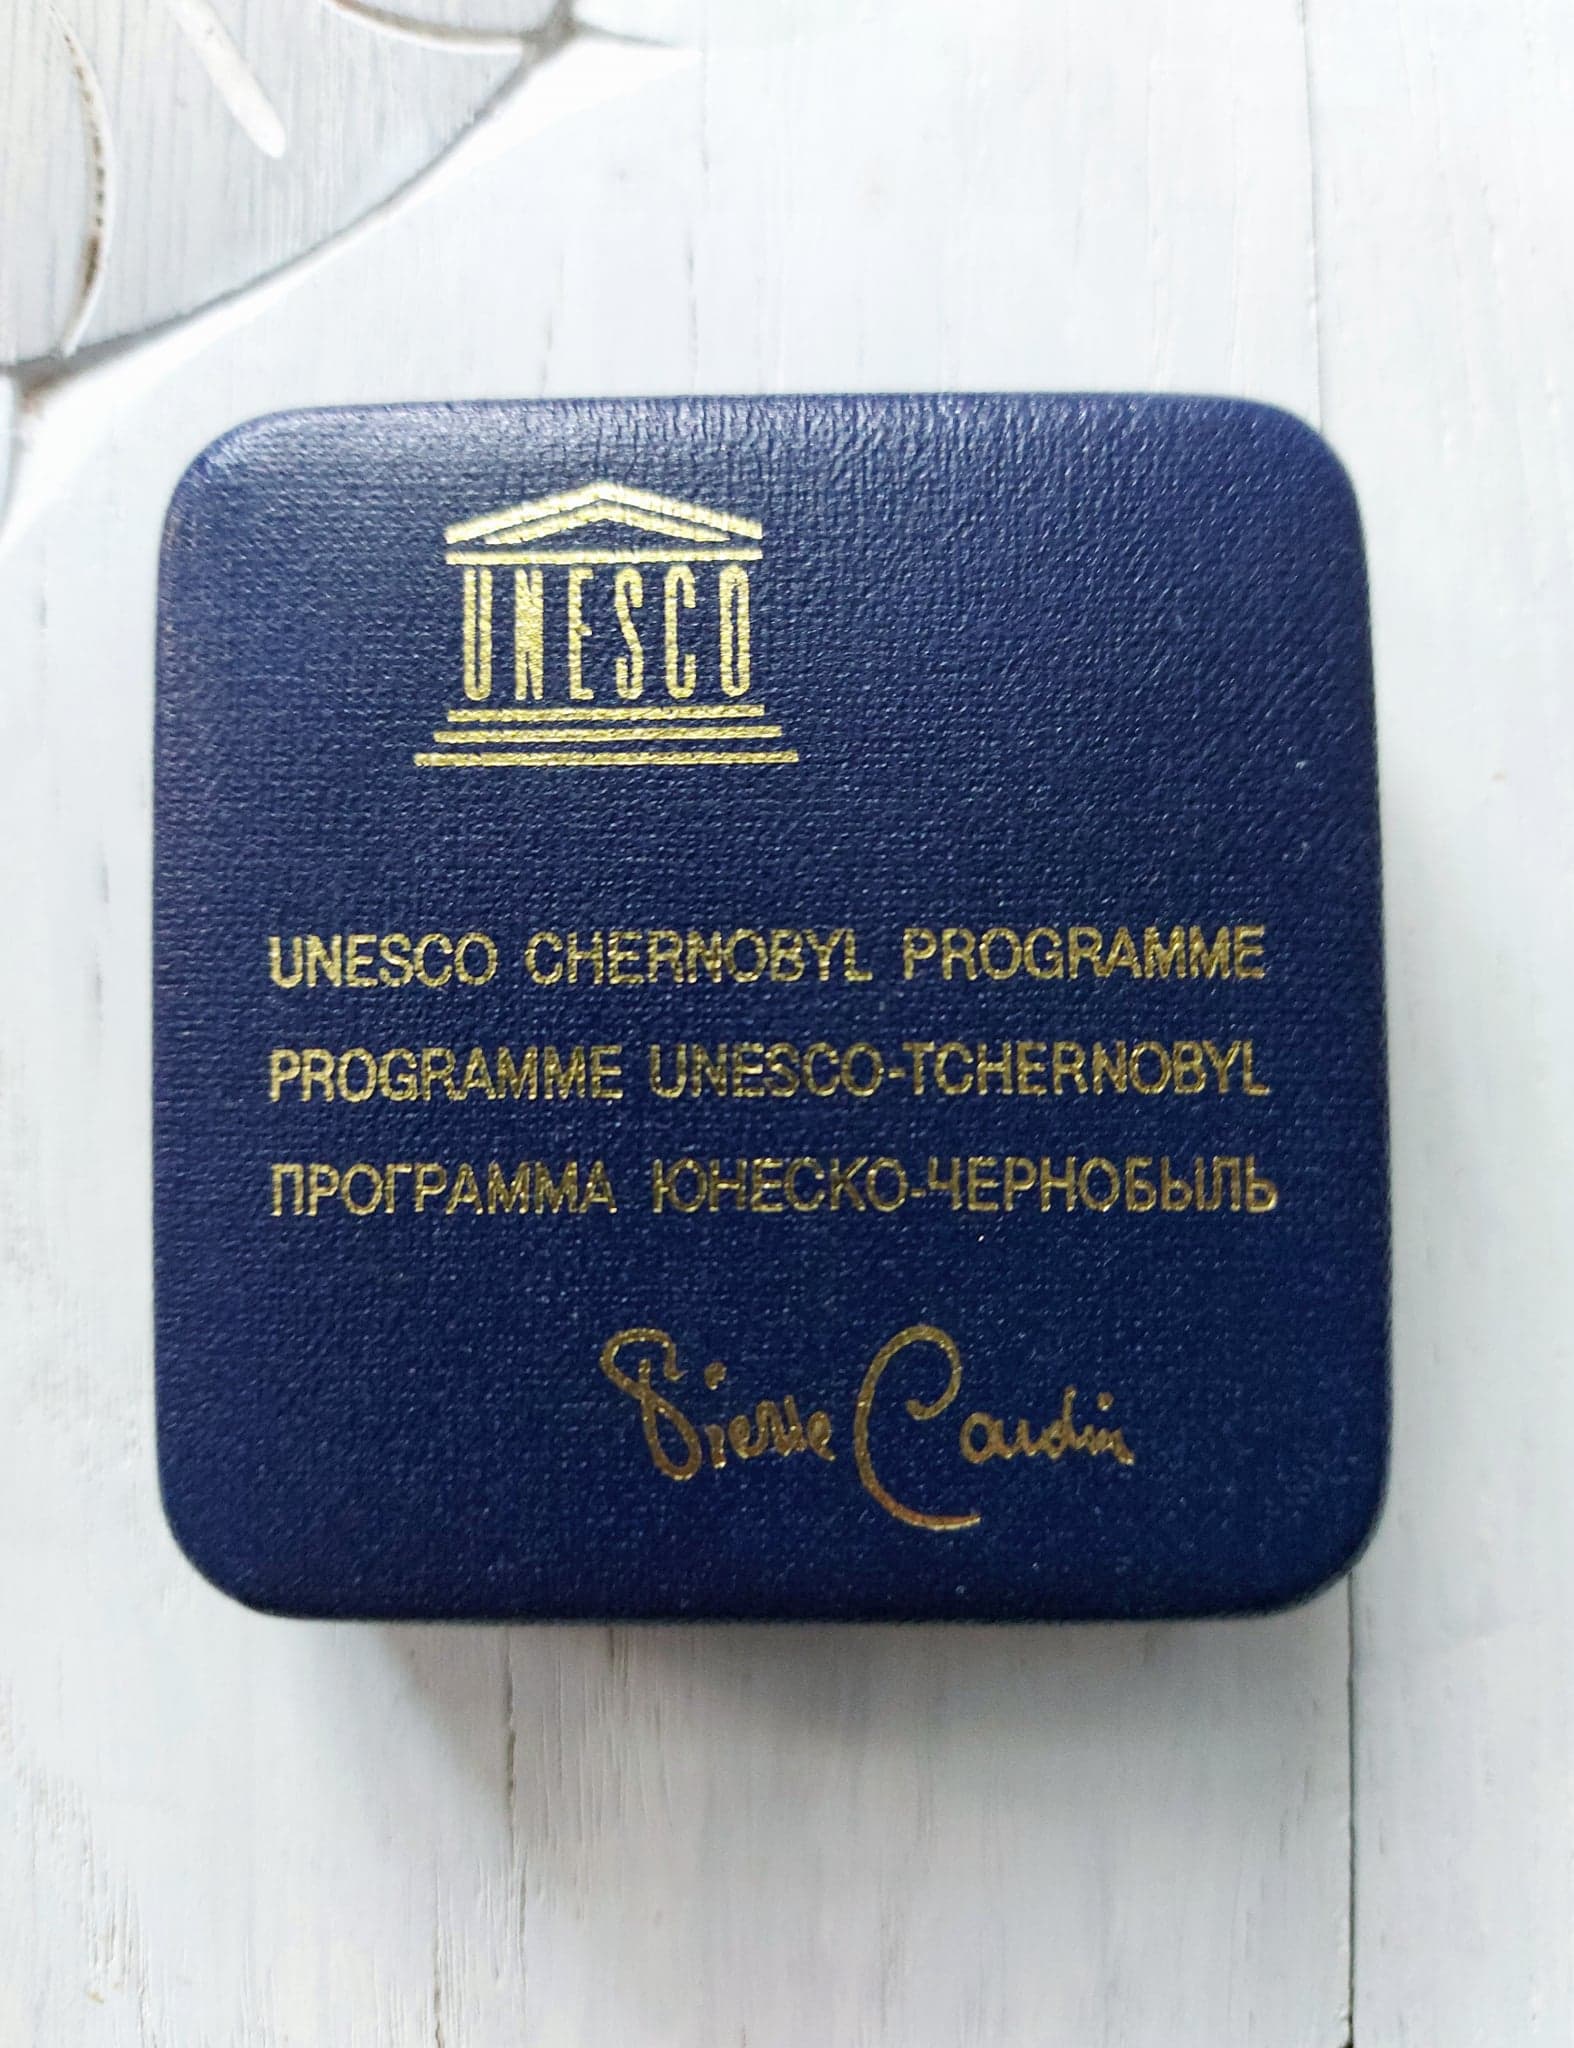 UNESCO
UNESCO CHERNOBYL PROGRAMME
PROGRAMME UNESCO-TCHERNOBYL
ПРОГРАММА ЮНЕСКО-ЧЕРНОБЫЛЬ
Pierre Cardin